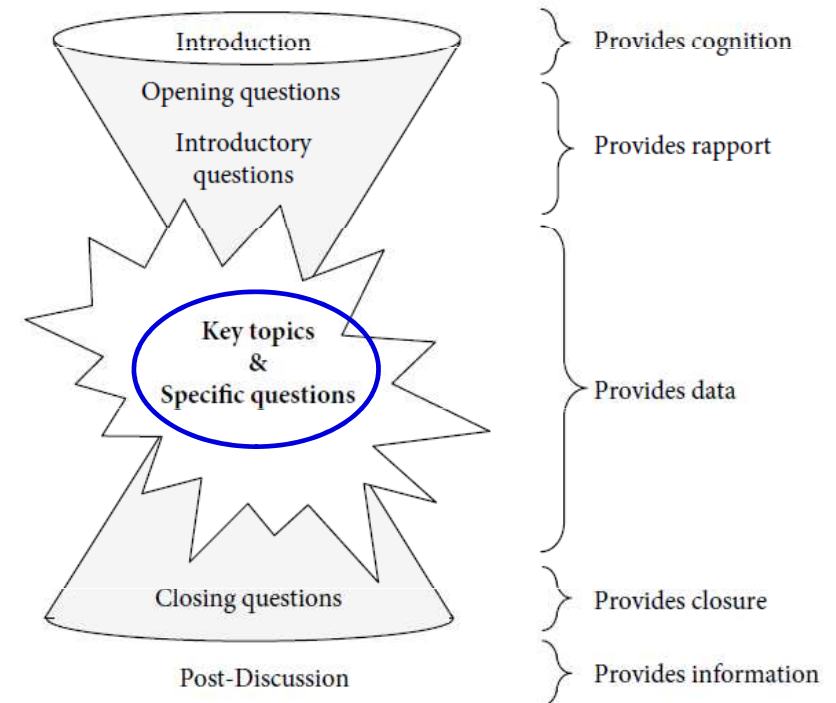 Introduction
Provides cognition
Opening questions
Introductory
questions
Provides rapport
Key topics
&
Specific questions
Provides data
Closing questions
Provides closure
Post-Discussion
Provides information